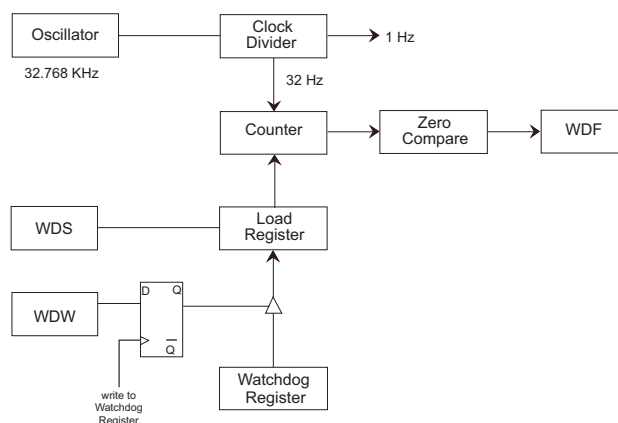 Oscillator
Clock
Divider
1 Hz
32.768 KHz
32 Hz
Counter
Zero
Compare
WDF
WDS
Load
Register
WDW
D
Q
Q
write to
Watchdog
Register
Watchdog
Register